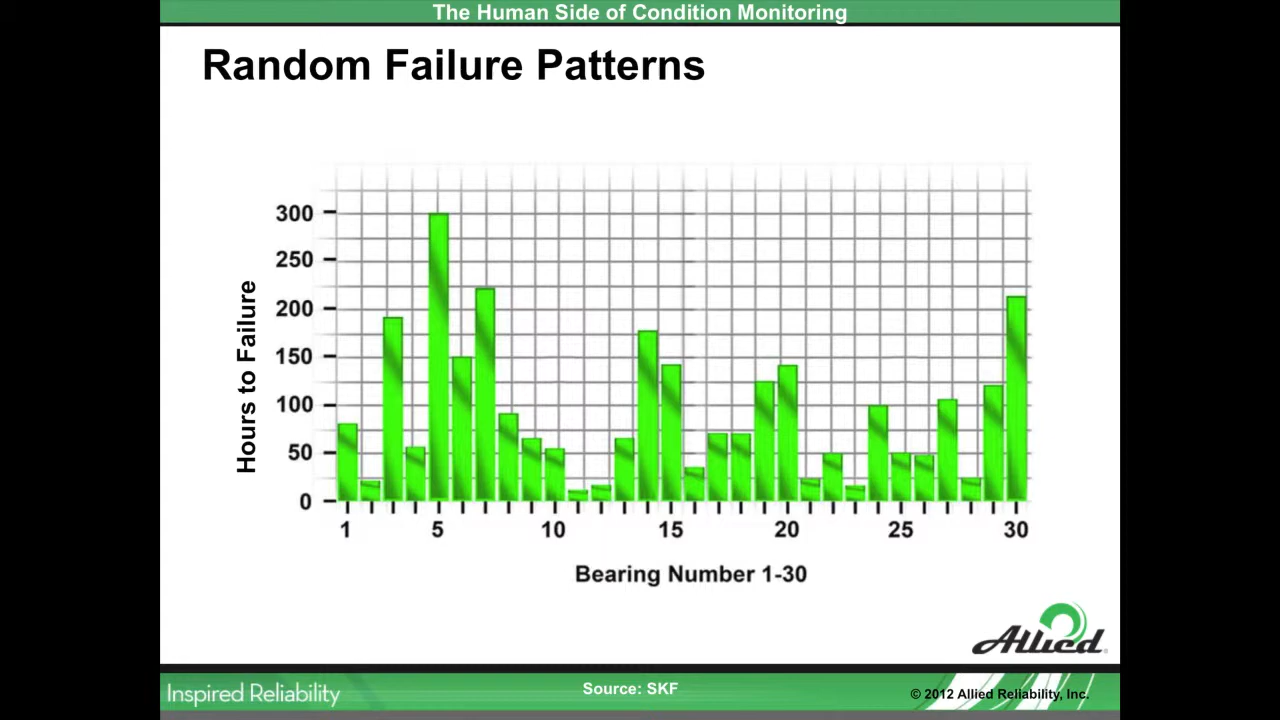 The Human Side of Condition Monitoring
Random Failure Patterns
300
250
200
150
100
50
0
Hours to Failure
1 5 10 15 20 25 30
Bearing Number 1-30
Allied
Inspired Reliability
Source: SKF
© 2012 Allied Reliability, Inc.